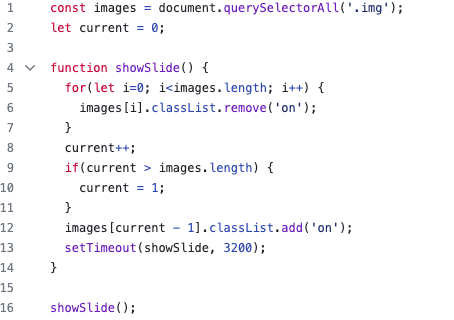 1 const images = document.querySelectorAll('.img');
2 let current = 0;
3
4 function showSlide() {
5 for(let i=0; i<images.length; i++) {
6 images[i].classList.remove('on');
7 }
8 current++;
9 if(current > images.length) {
10 current = 1;
11 }
12 images[current - 1].classList.add('on');
13 setTimeout(showSlide, 3200);
14 }
15
16 showSlide();